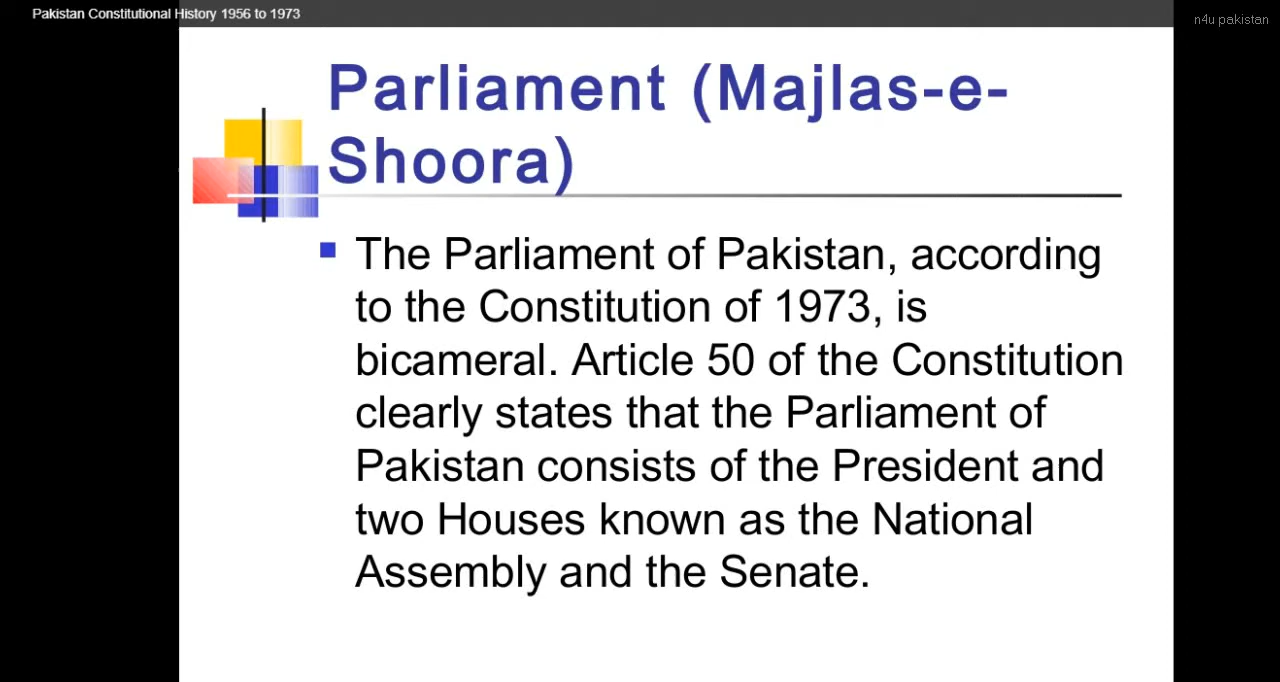 Pakistan Constitutional History 1956 to 1973
n4u pakistan
Parliament (Majlas-e-
Shoora)
The Parliament of Pakistan, according
to the Constitution of 1973, is
bicameral. Article 50 of the Constitution
clearly states that the Parliament of
Pakistan consists of the President and
two Houses known as the National
Assembly and the Senate.